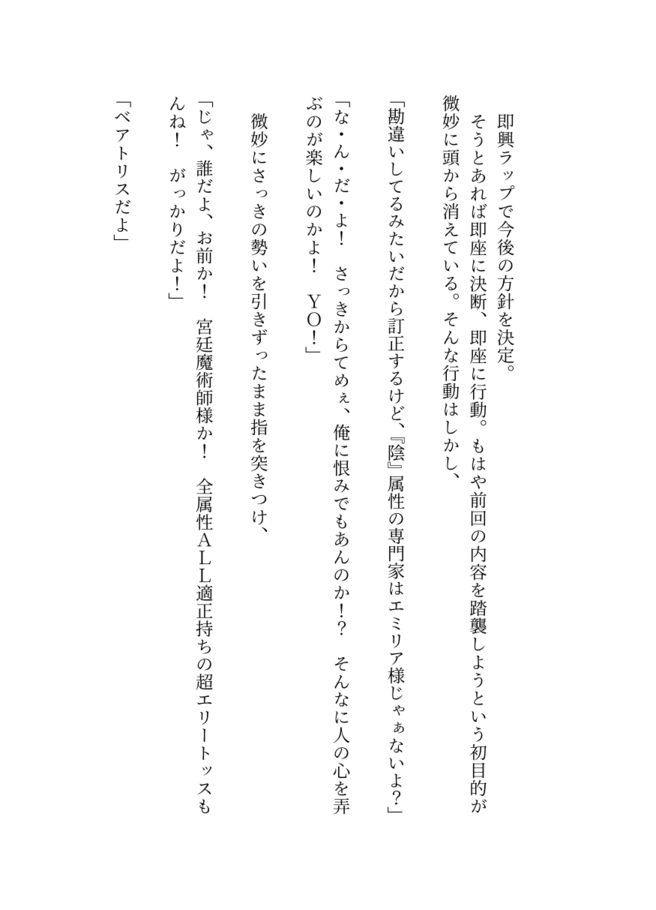 即興ラップで今後の方針を決定。
　そうとあれば即座に決断、即座に行動。もはや前回の内容を踏襲しようという初目的が
微妙に頭から消えている。そんな行動はしかし、
「勘違いしてるみたいだから訂正するけど、『陰』属性の専門家はエミリア様じゃぁないよ？」
「な・ん・だ・よ！　さっきからてめぇ、俺に恨みでもあんのか！？　そんなに人の心を弄
ぶのが楽しいのかよ！　ＹＯ！」
　微妙にさっきの勢いを引きずったまま指を突きつけ、
「じゃ、誰だよ、お前か！　宮廷魔術師様か！　全属性ＡＬＬ適正持ちの超エリートッスも
んね！　がっかりだよ！」
「ベアトリスだよ」